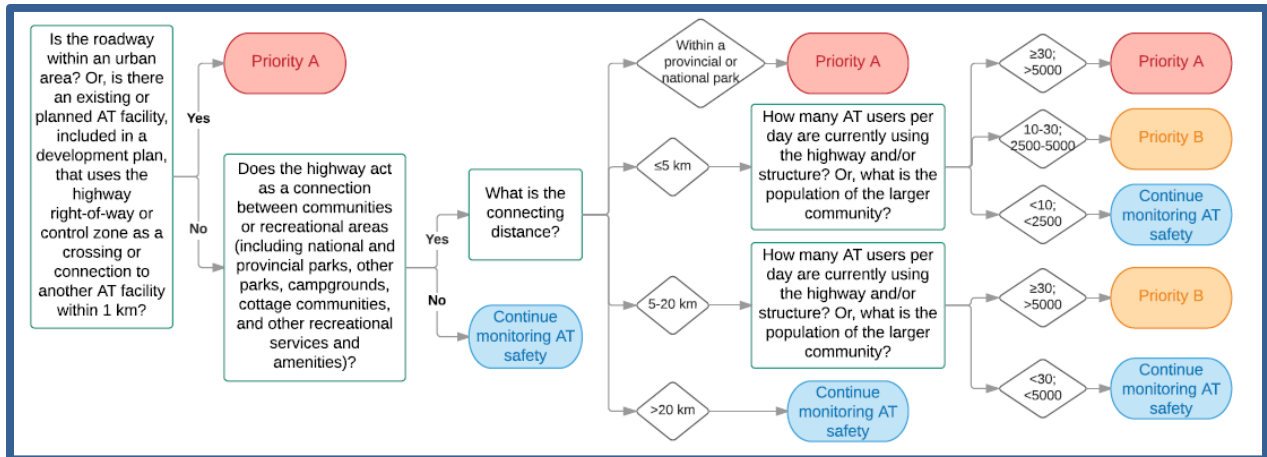 Is the roadway
within an urban
area? Or, is there
an existing or
planned AT facility,
included in a
development plan,
that uses the
highway
right-of-way or
control zone as a
crossing or
connection to
another AT facility
within 1 km?
Yes
No
Priority A
Does the highway act
as a connection
between communities
or recreational areas
(including national and
provincial parks, other
parks, campgrounds,
cottage communities,
and other recreational
services and
amenities)?
Yes
No
What is the
connecting
distance?
Continue
monitoring AT
safety
Within a
provincial or
national park
Priority A
≤5 km
How many AT users per
day are currently using
the highway and/or
structure? Or, what is the
population of the larger
community?
≥30;
>5000
Priority A
10-30;
2500-5000
Priority B
<10;
<2500
Continue
monitoring AT
safety
5-20 km
How many AT users per
day are currently using
the highway and/or
structure? Or, what is the
population of the larger
community?
≥30;
>5000
Priority B
<30;
<5000
Continue
monitoring AT
safety
>20 km
Continue
monitoring AT
safety